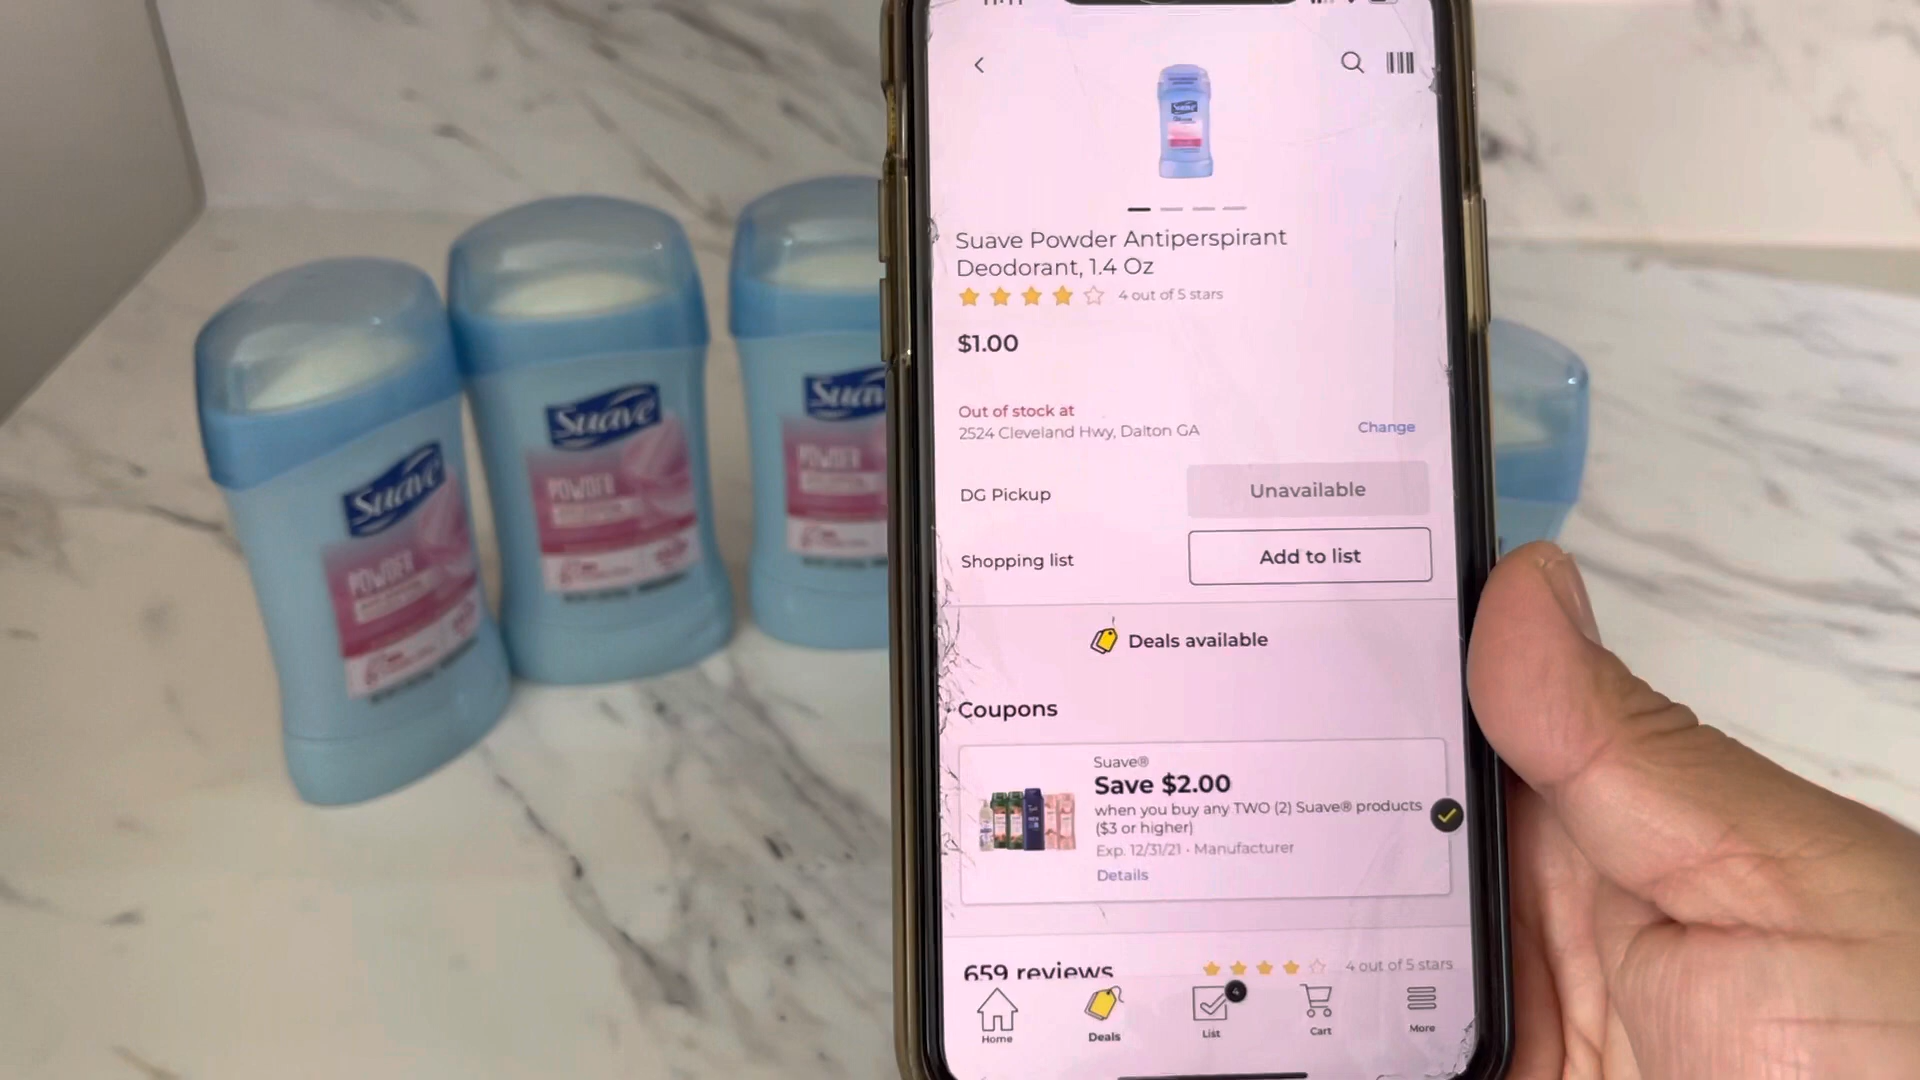 Suave Powder Antiperspirant
Deodorant, 1.4 Oz
4 out of 5 stars
$1.00
Out of stock at
2524 Cleveland Hwy, Dalton GA
Change
DG Pickup
Unavailable
Shopping list
Add to list
Deals available
Coupons
Suave®
Save $2.00
when you buy any TWO (2) Suave® products
($3 or higher)
Exp. 12/31/21 • Manufacturer
Details
659 reviews
4 out of 5 stars
Home
Deals
4
List
Cart
More
Suave
POWDER
Suave
POWDER
Suav
POWDER
Suave